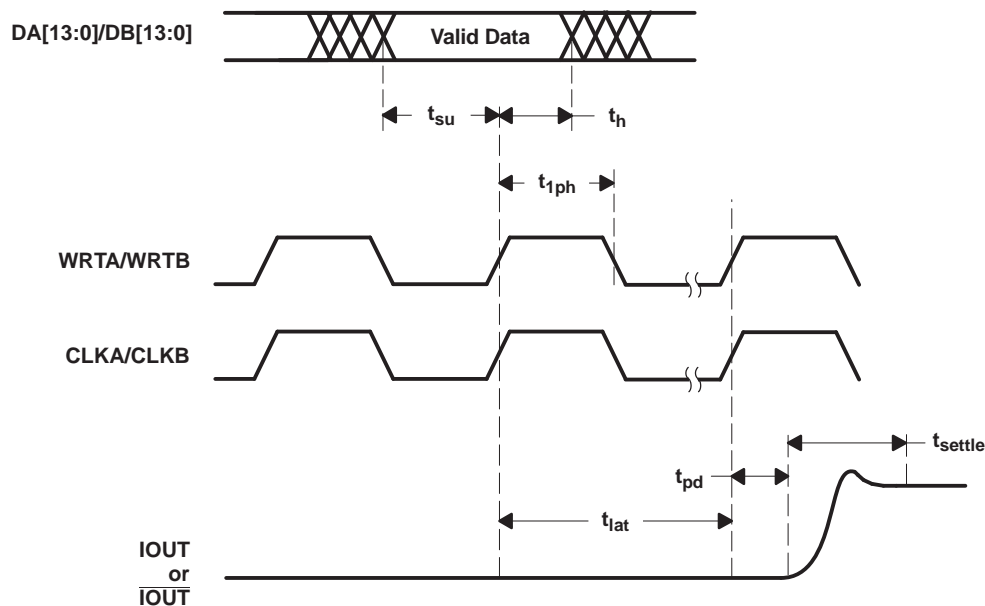 DA[13:0]/DB[13:0]
Valid Data
tsu
th
t1ph
WRTA/WRTB
CLKA/CLKB
tsettle
tpd
tlat
IOUT
or
IOUT